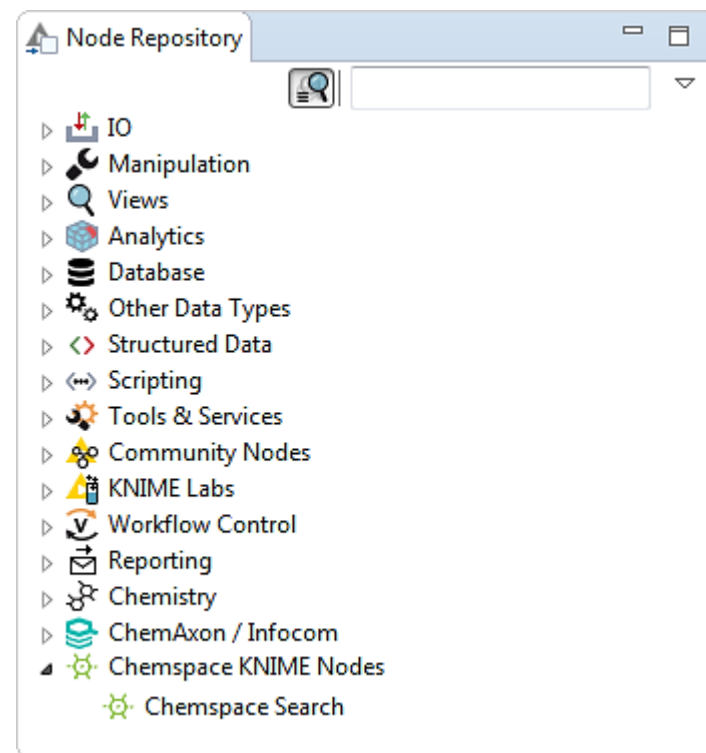 Node Repository
IO
Manipulation
Views
Analytics
Database
Other Data Types
Structured Data
Scripting
Tools & Services
Community Nodes
KNIME Labs
Workflow Control
Reporting
Chemistry
ChemAxon / Infocom
Chemspace KNIME Nodes
Chemspace Search